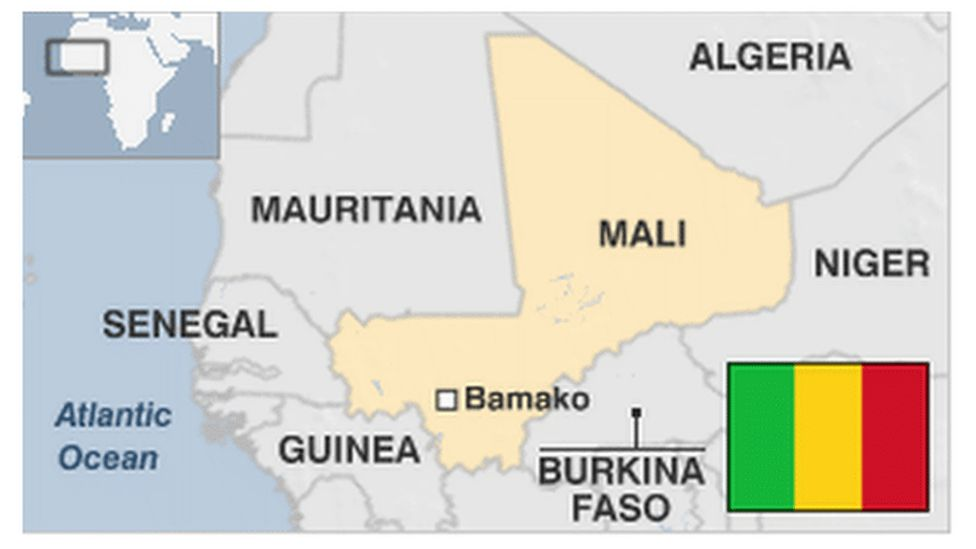 ALGERIA
MAURITANIA
MALI
NIGER
SENEGAL
Bamako
Atlantic
Ocean
GUINEA
BURKINA
FASO